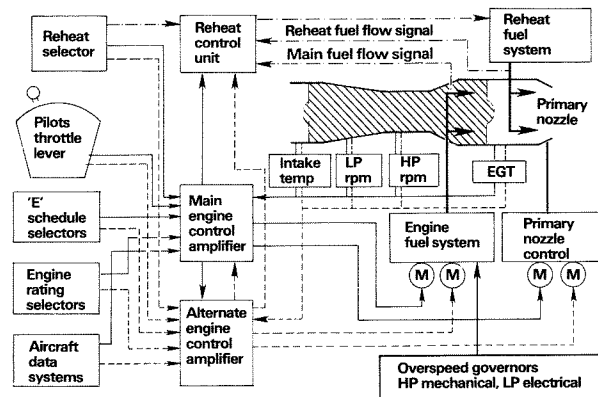 Reheat
selector
Reheat
control
unit
Reheat fuel flow signal
Main fuel flow signal
Reheat
fuel
system
Primary
nozzle
Pilots
throttle
lever
Intake
temp
LP
rpm
HP
rpm
EGT
'E'
schedule
selectors
Main
engine
control
amplifier
Engine
fuel system
Primary
nozzle
control
M
M
M
M
Engine
rating
selectors
Alternate
engine
control
amplifier
Aircraft
data
systems
Overspeed governors
HP mechanical, LP electrical